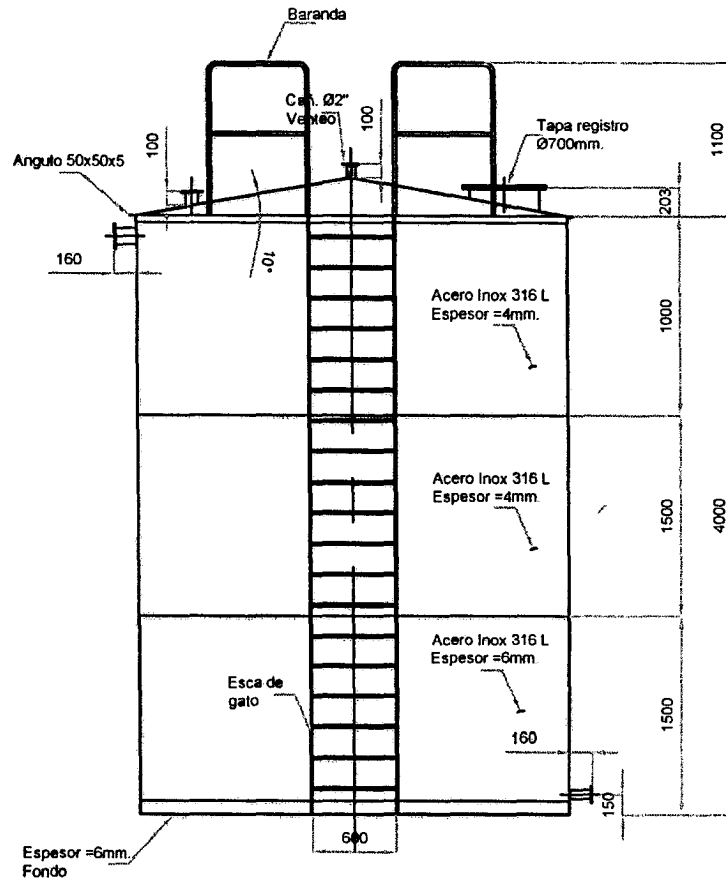 Baranda
Cañ. Ø2"
Venteo
100
100
Tapa registro
Ø700mm.
1100
Angulo 50x50x5
203
160
10°
Acero Inox 316 L
Espesor =4mm.
1000
Acero Inox 316 L
Espesor =4mm.
1500
4000
Acero Inox 316 L
Espesor =6mm.
Esca de
gato
1500
160
150
600
Espesor =6mm.
Fondo